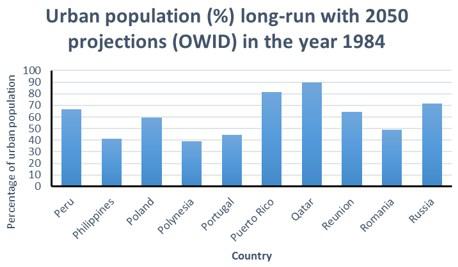 Urban population (%) long-run with 2050
projections (OWID) in the year 1984
Percentage of urban population
100
90
80
70
60
50
40
30
20
10
0
Peru
Philippines
Poland
Polynesia
Portugal
Puerto Rico
Qatar
Reunion
Romania
Russia
Country